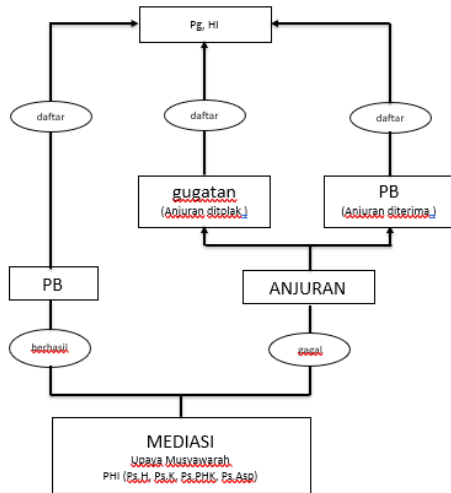 Pg, HI
daftar
daftar
daftar
gugatan
(Anjuran ditolak)
PB
(Anjuran diterima)
PB
ANJURAN
berhasil
gagal
MEDIASI
Upaya Musyawarah
PHI (Ps.H, Ps.K, Ps.PHK, Ps.Asp)